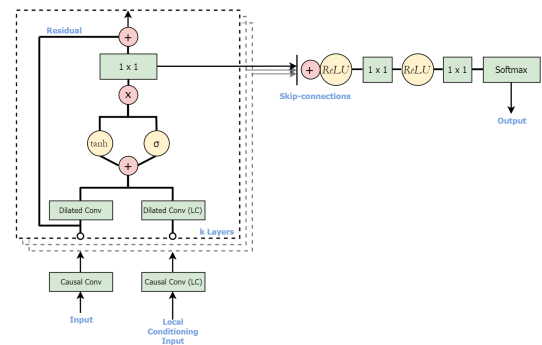 Residual
+
1 x 1
x
tanh
σ
+
Dilated Conv
Dilated Conv (LC)
k Layers
Causal Conv
Causal Conv (LC)
Input
Local
Conditioning
Input
+
ReLU
1 x 1
ReLU
1 x 1
Softmax
Skip-connections
Output